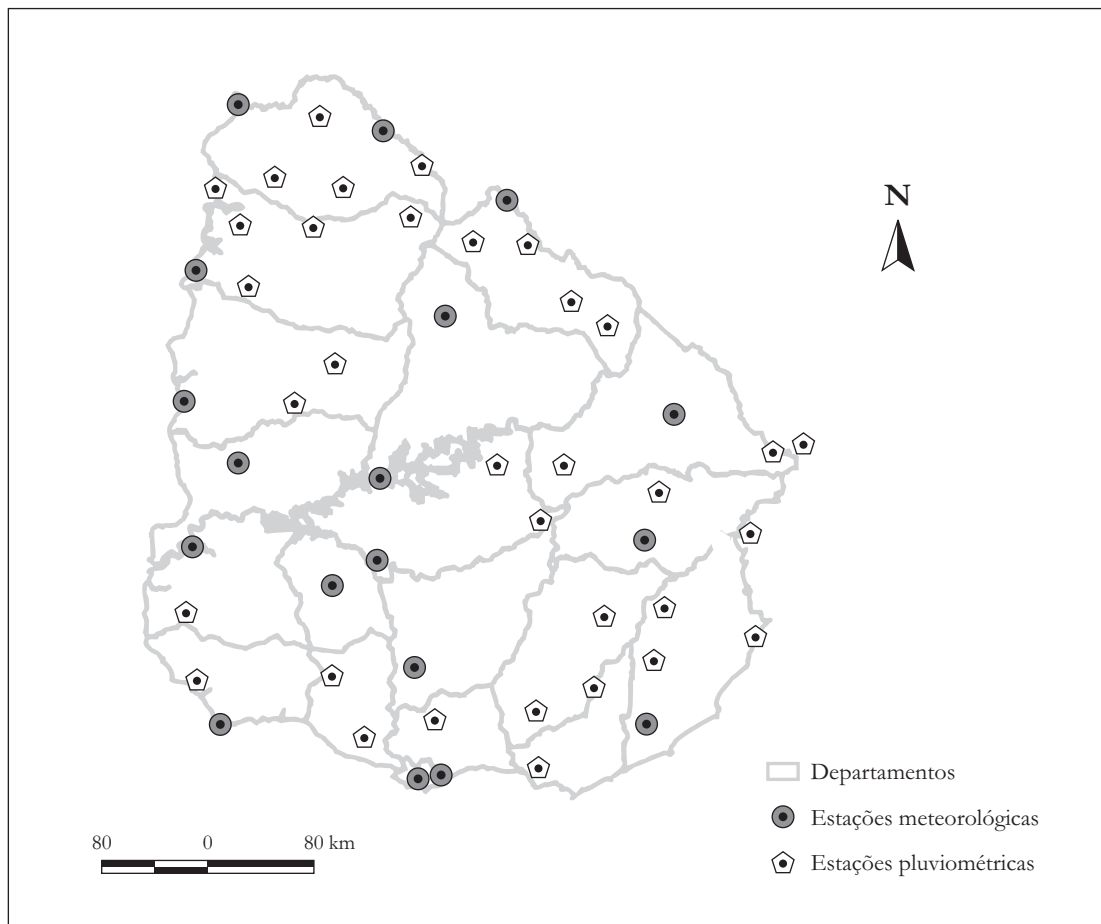 N
Departamentos
Estações meteorológicas
Estações pluviométricas
80 0 80 km